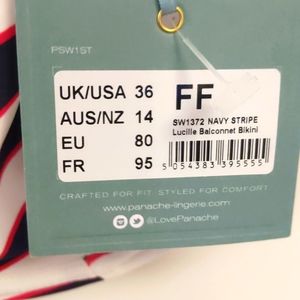 PSW1ST
UK/USA 36
AUS/NZ 14
EU 80
FR 95
FF
SW1372 NAVY STRIPE
Lucille Balconnet Bikini
5 054383 395555
CRAFTED FOR FIT STYLED FOR COMFORT
www.panache-lingerie.com
@LovePanache